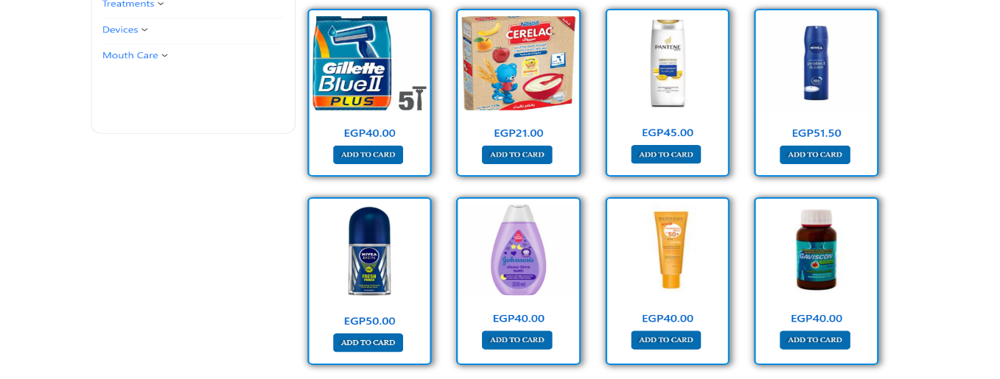 Treatments
Devices
Mouth Care
Gillette
Blue II
PLUS
5
EGP40.00
ADD TO CARD
Nestlé
CERELAC
EGP21.00
ADD TO CARD
PANTENE
EGP45.00
ADD TO CARD
NIVEA
protect
& care
48h
EGP51.50
ADD TO CARD
NIVEA
MEN
FRESH
EGP50.00
ADD TO CARD
Johnson's
sleep time
bath
300ml
EGP40.00
ADD TO CARD
BIODERMA
50+
EGP40.00
ADD TO CARD
GAVISCON
EGP40.00
ADD TO CARD